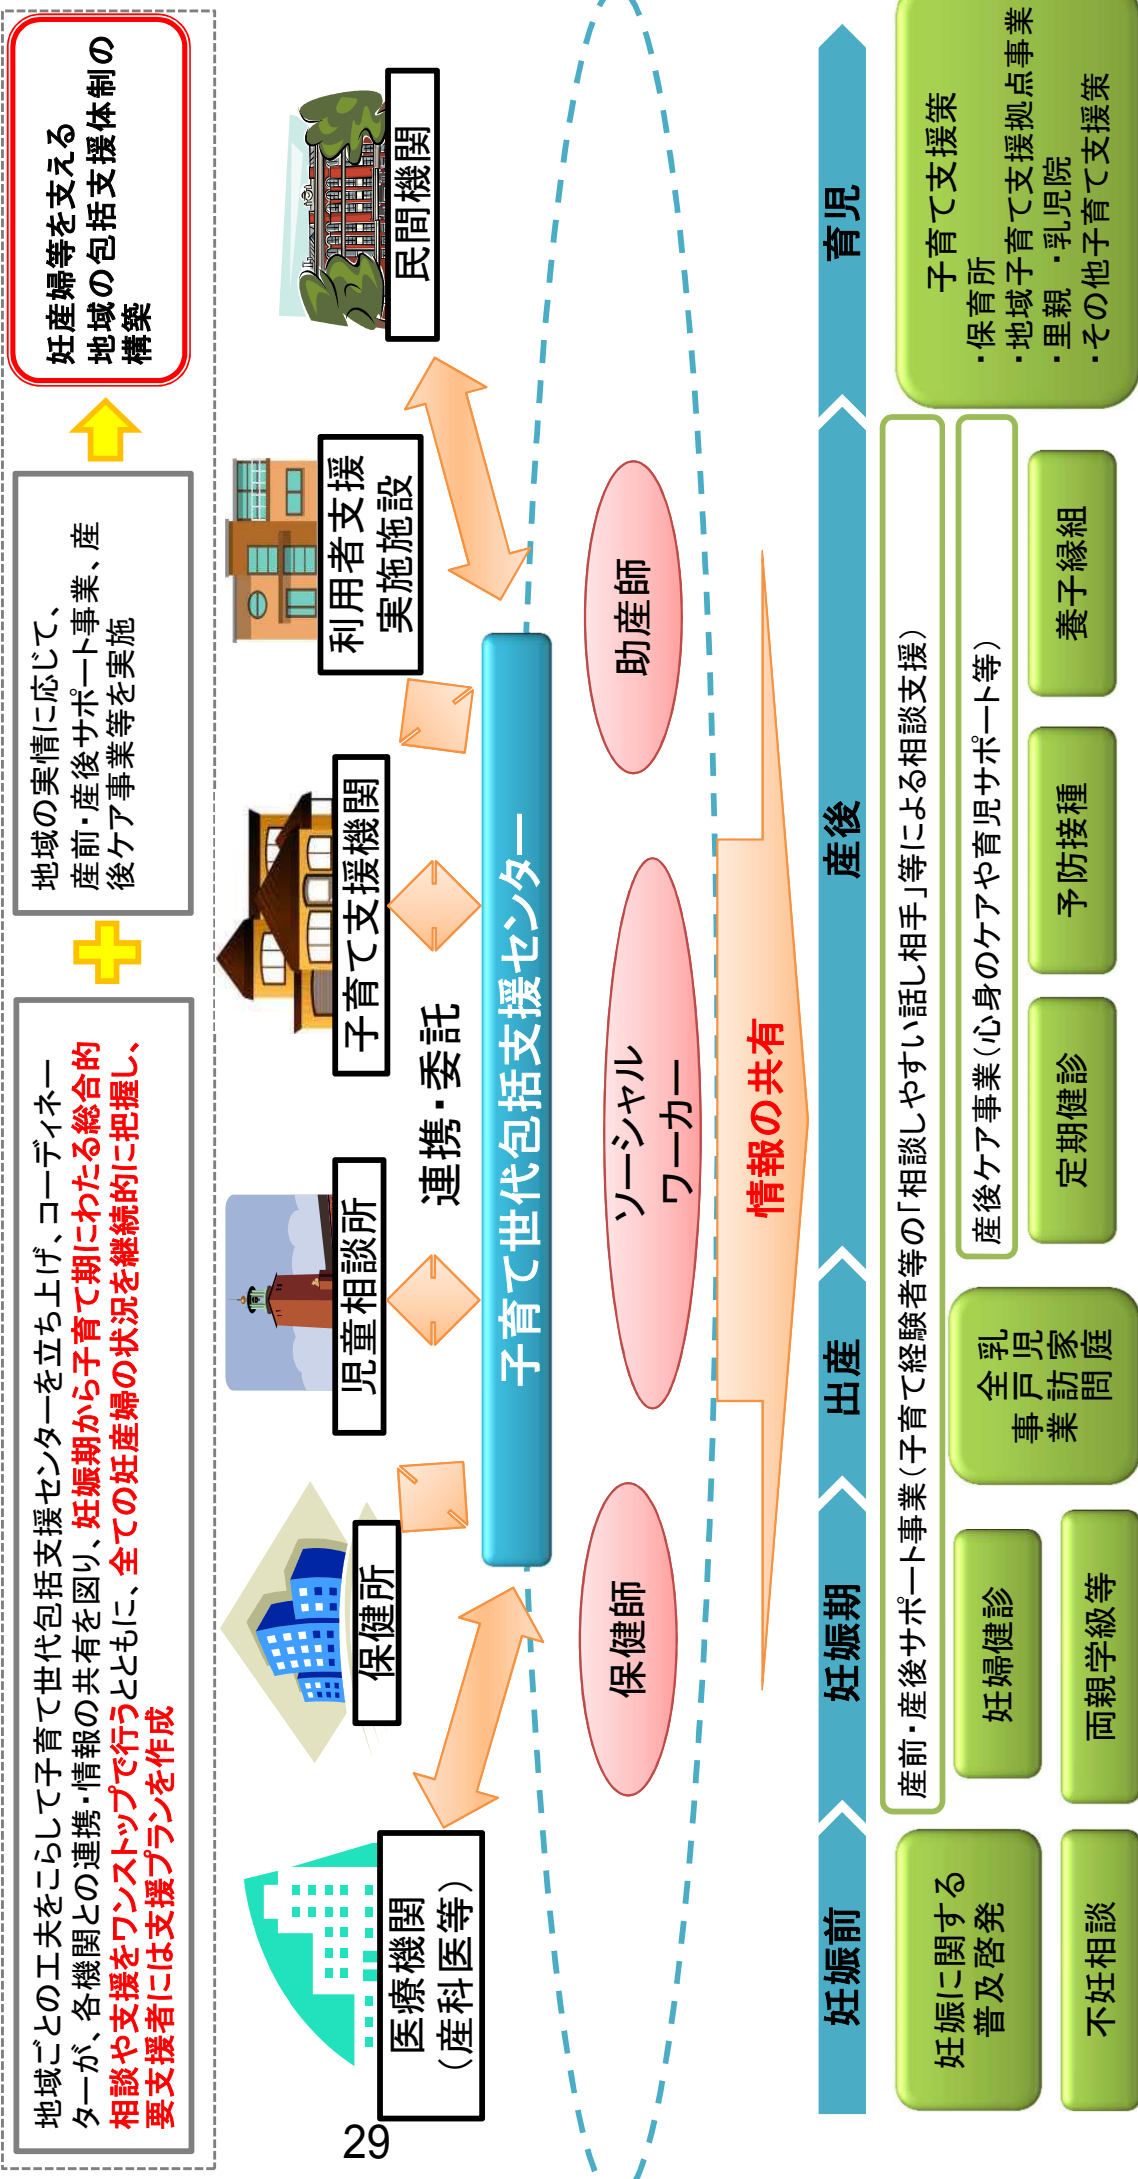 地域ごとの工夫をこらして子育て世代包括支援センターを立ち上げ、コーディネー
ターが、各機関との連携・情報の共有を図り、妊娠期から子育て期にわたる総合的
相談や支援をワンストップで行うとともに、全ての妊産婦の状況を継続的に把握し、
要支援者には支援プランを作成
地域の実情に応じて、
産前・産後サポート事業、産
後ケア事業等を実施
妊産婦等を支える
地域の包括支援体制の
構築
医療機関
（産科医等）
保健所
児童相談所
子育て支援機関
利用者支援
実施施設
民間機関
連携・委託
子育て世代包括支援センター
保健師
ソーシャル
ワーカー
助産師
情報の共有
妊娠前
妊娠期
出産
産後
育児
産前・産後サポート事業（子育て経験者等の「相談しやすい話し相手」等による相談支援）
産後ケア事業（心身のケアや育児サポート等）
妊娠に関する
普及啓発
不妊相談
妊婦健診
両親学級等
乳児家庭
全戸訪問
事業
定期健診
予防接種
養子縁組
子育て支援策
・保育所
・地域子育て支援拠点事業
・里親・乳児院
・その他子育て支援策
29